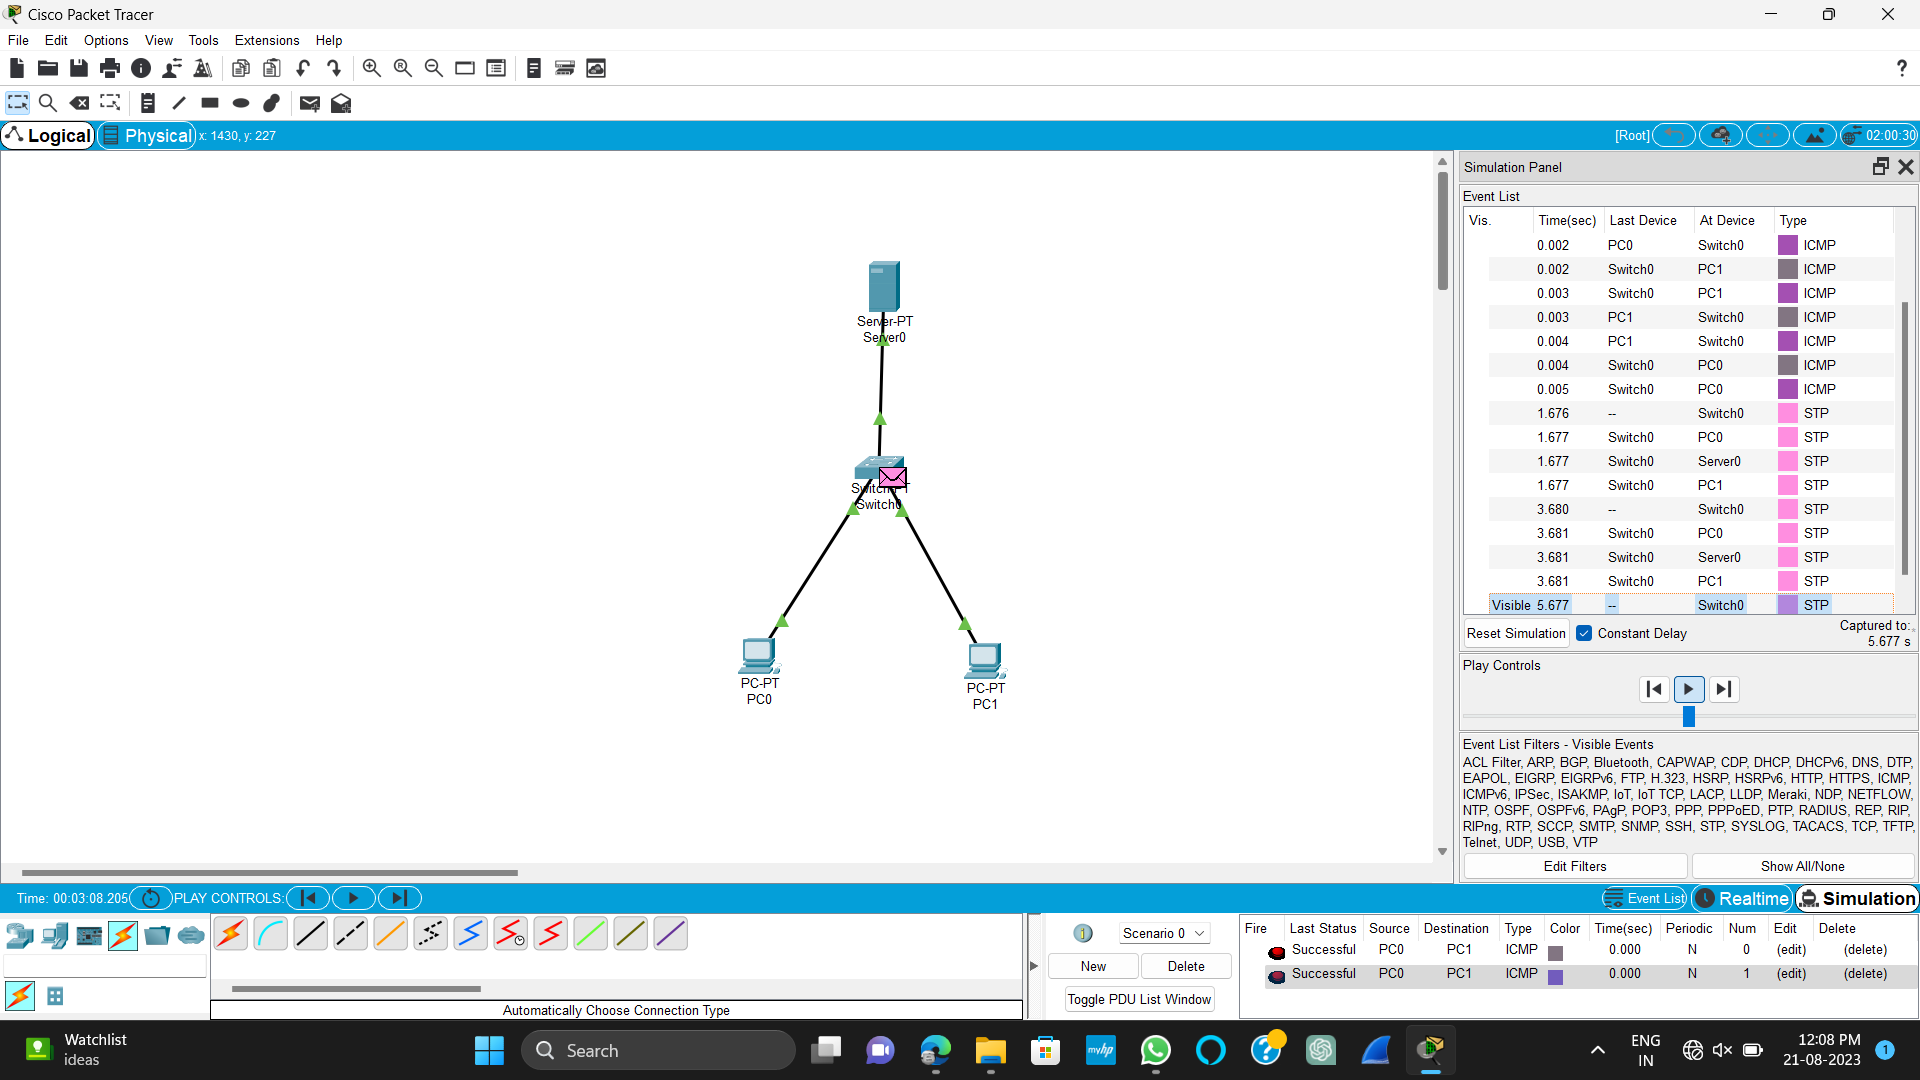 Cisco Packet Tracer
File Edit Options View Tools Extensions Help
?
Logical Physical x: 1430, y: 227 [Root] 02:00:30
Server-PT
Server0
Switch0
PC-PT
PC0
PC-PT
PC1
Simulation Panel
Event List
Vis. Time(sec) Last Device At Device Type
0.002 PC0 Switch0 ICMP
0.002 Switch0 PC1 ICMP
0.003 Switch0 PC1 ICMP
0.003 PC1 Switch0 ICMP
0.004 PC1 Switch0 ICMP
0.004 Switch0 PC0 ICMP
0.005 Switch0 PC0 ICMP
1.676 -- Switch0 STP
1.677 Switch0 PC0 STP
1.677 Switch0 Server0 STP
1.677 Switch0 PC1 STP
3.680 -- Switch0 STP
3.681 Switch0 PC0 STP
3.681 Switch0 Server0 STP
3.681 Switch0 PC1 STP
Visible 5.677 -- Switch0 STP
Reset Simulation Constant Delay Captured to:
5.677 s
Play Controls
Event List Filters - Visible Events
ACL Filter, ARP, BGP, Bluetooth, CAPWAP, CDP, DHCP, DHCPv6, DNS, DTP,
EAPOL, EIGRP, EIGRPv6, FTP, H.323, HSRP, HSRPv6, HTTP, HTTPS, ICMP,
ICMPv6, IPSec, ISAKMP, IoT, IoT TCP, LACP, LLDP, Meraki, NDP, NETFLOW,
NTP, OSPF, OSPFv6, PAgP, POP3, PPP, PPPoED, PTP, RADIUS, REP, RIP,
RIPng, RTP, SCCP, SMTP, SNMP, SSH, STP, SYSLOG, TACACS, TCP, TFTP,
Telnet, UDP, USB, VTP
Edit Filters Show All/None
Time: 00:03:08.205 PLAY CONTROLS: Event List Realtime Simulation
Scenario 0
New Delete
Toggle PDU List Window
Fire Last Status Source Destination Type Color Time(sec) Periodic Num Edit Delete
Successful PC0 PC1 ICMP 0.000 N 0 (edit) (delete)
Successful PC0 PC1 ICMP 0.000 N 1 (edit) (delete)
Automatically Choose Connection Type
Watchlist
ideas
Search
myhp
ENG
IN
12:08 PM
21-08-2023
1